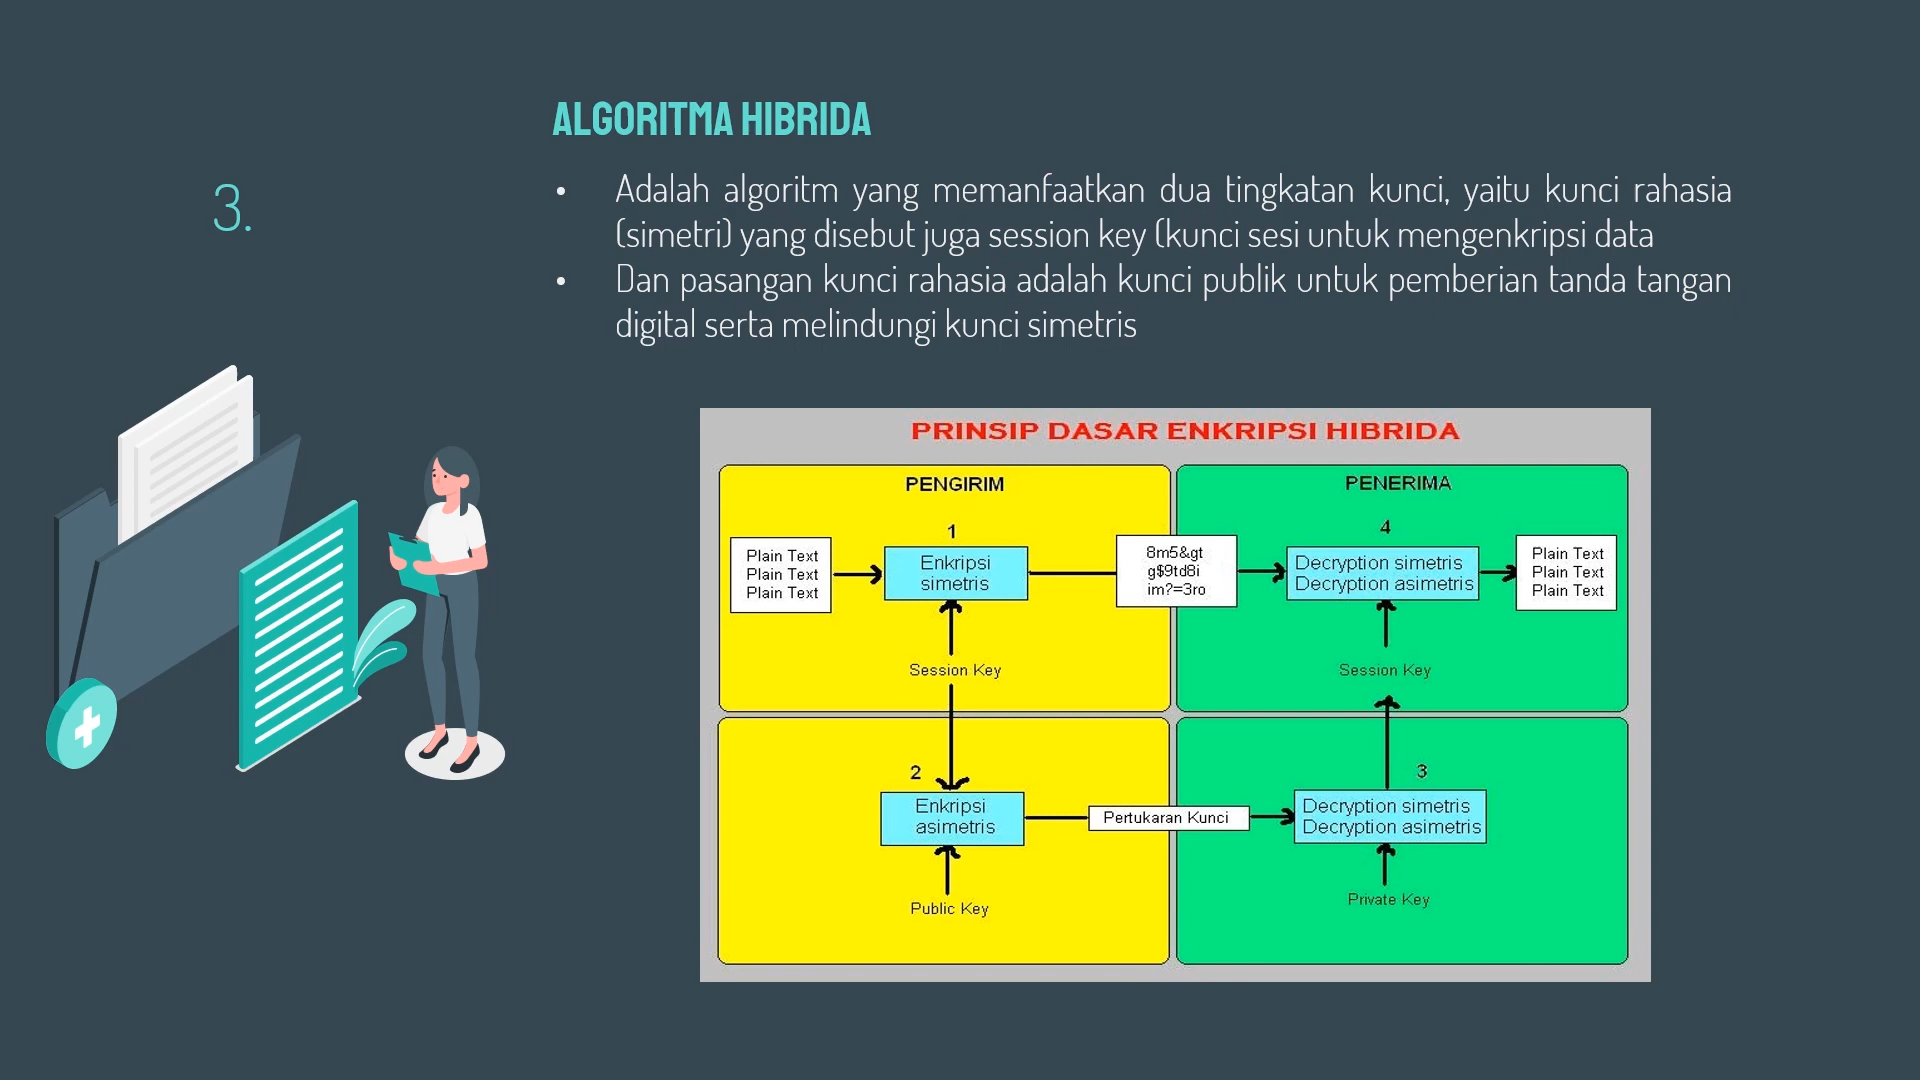 3.
ALGORITMA HIBRIDA
• Adalah algoritm yang memanfaatkan dua tingkatan kunci, yaitu kunci rahasia
(simetri) yang disebut juga session key (kunci sesi untuk mengenkripsi data
• Dan pasangan kunci rahasia adalah kunci publik untuk pemberian tanda tangan
digital serta melindungi kunci simetris
PRINSIP DASAR ENKRIPSI HIBRIDA
PENGIRIM
1
Plain Text
Plain Text
Plain Text
Enkripsi
simetris
8m5&gt
g$9td8i
im?=3ro
Session Key
2
Enkripsi
asimetris
Pertukaran Kunci
Public Key
PENERIMA
4
Decryption simetris
Decryption asimetris
Plain Text
Plain Text
Plain Text
Session Key
3
Decryption simetris
Decryption asimetris
Private Key